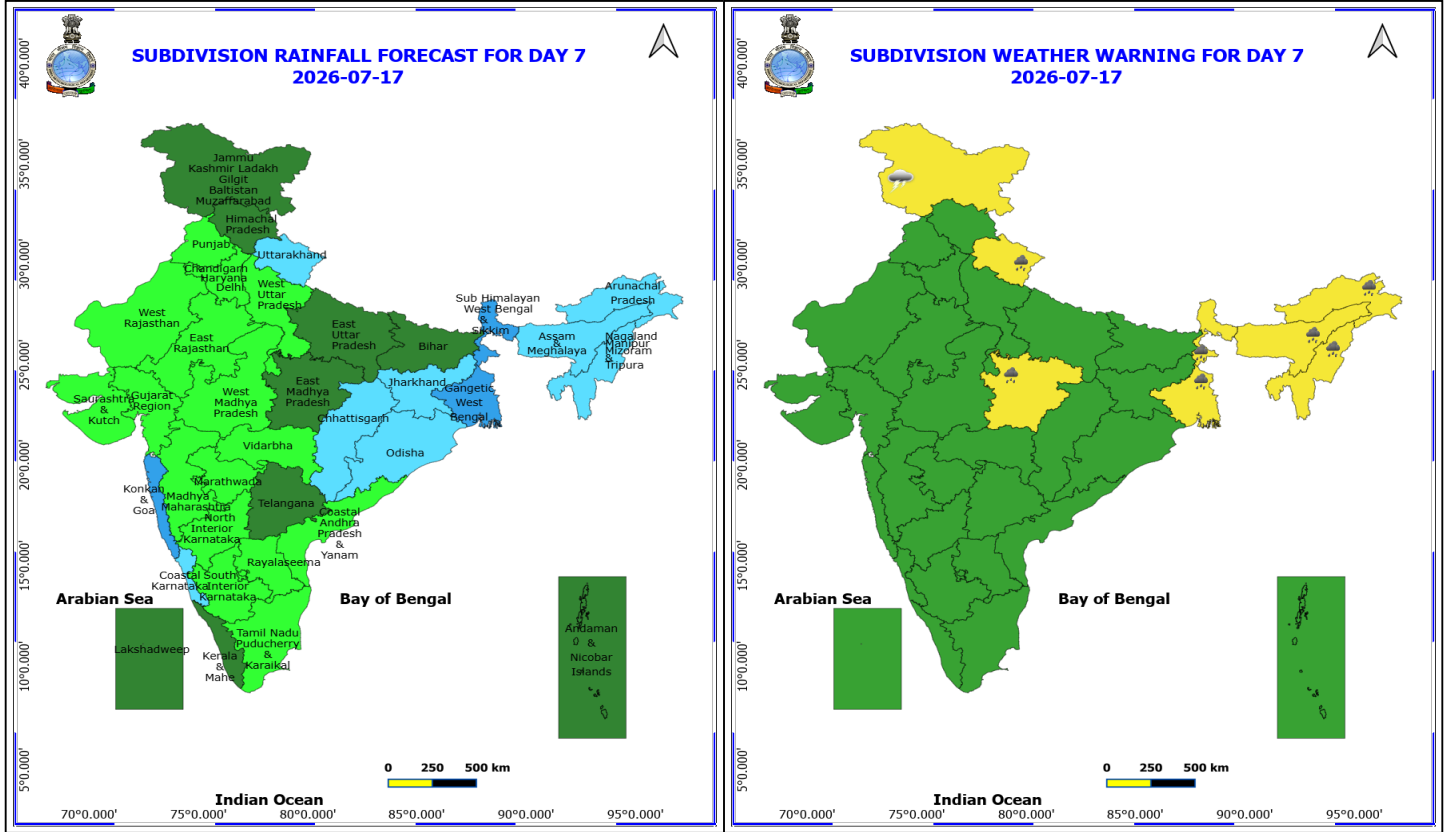 SUBDIVISION RAINFALL FORECAST FOR DAY 7
2026-07-17
40°0.000'
35°0.000'
30°0.000'
25°0.000'
20°0.000'
15°0.000'
10°0.000'
5°0.000'
Jammu
Kashmir Ladakh
Gilgit
Baltistan
Muzaffarabad
Himachal
Pradesh
Punjab
Uttarakhand
Chandigarh
Haryana
Delhi
West
Uttar
Pradesh
Sub Himalayan
West Bengal
&
Sikkim
Arunachal
Pradesh
West
Rajasthan
East
Rajasthan
East
Uttar
Pradesh
Bihar
Assam
&
Meghalaya
Nagaland
Manipur
Mizoram
&
Tripura
Saurashtra
&
Kutch
Gujarat
Region
West
Madhya
Pradesh
East
Madhya
Pradesh
Jharkhand
Gangetic
West
Bengal
Chhattisgarh
Vidarbha
Odisha
Konkan
&
Goa
Madhya
Maharashtra
Marathwada
Telangana
North
Interior
Karnataka
Coastal
Andhra
Pradesh
&
Yanam
Rayalaseema
Coastal
Karnataka
South
Interior
Karnataka
Arabian Sea
Bay of Bengal
Lakshadweep
Kerala
&
Mahe
Tamil Nadu
Puducherry
&
Karaikal
Andaman
&
Nicobar
Islands
0 250 500 km
Indian Ocean
70°0.000' 75°0.000' 80°0.000' 85°0.000' 90°0.000' 95°0.000'
SUBDIVISION WEATHER WARNING FOR DAY 7
2026-07-17
40°0.000'
35°0.000'
30°0.000'
25°0.000'
20°0.000'
15°0.000'
10°0.000'
5°0.000'
Arabian Sea
Bay of Bengal
0 250 500 km
Indian Ocean
70°0.000' 75°0.000' 80°0.000' 85°0.000' 90°0.000' 95°0.000'